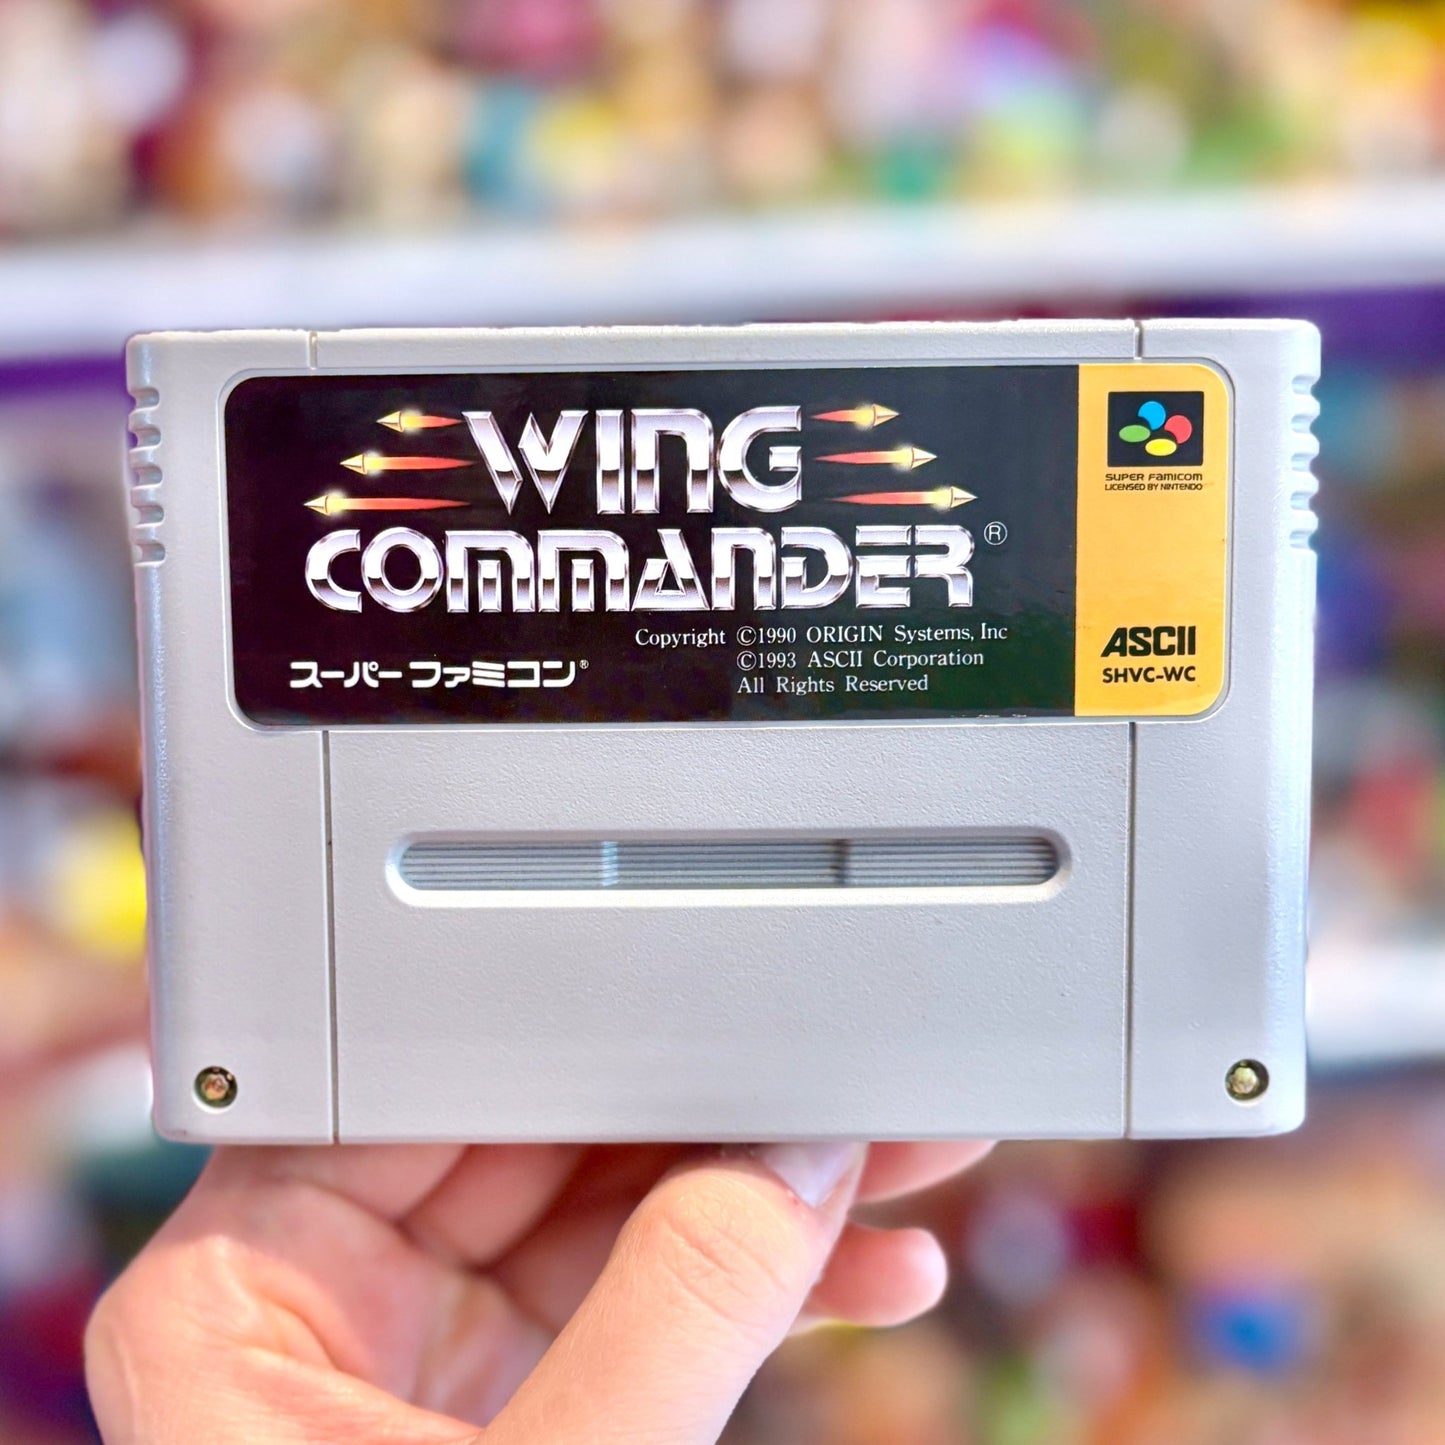 WING
COMMANDER®
Copyright ©1990 ORIGIN Systems, Inc
©1993 ASCII Corporation
All Rights Reserved
スーパーファミコン®
SUPER FAMICOM
LICENSED BY NINTENDO
ASCII
SHVC-WC